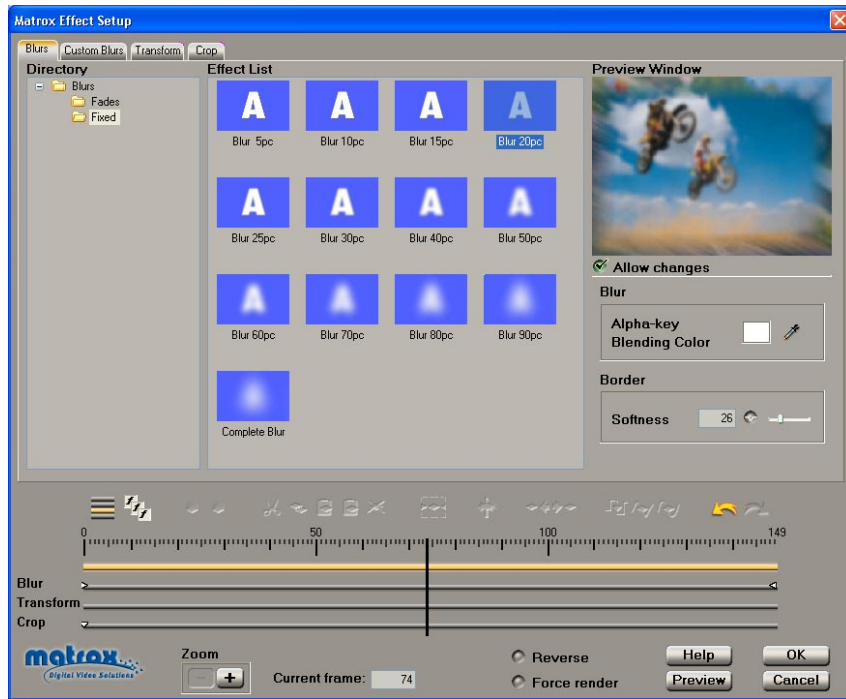 Matrox Effect Setup
Blurs Custom Blurs Transform Crop
Directory
Blurs
Fades
Fixed
Effect List
A A A A
Blur 5pc Blur 10pc Blur 15pc Blur 20pc
A A A A
Blur 25pc Blur 30pc Blur 40pc Blur 50pc
A A A A
Blur 60pc Blur 70pc Blur 80pc Blur 90pc
A
Complete Blur
Preview Window
Allow changes
Blur
Alpha-key
Blending Color
Border
Softness 26
0 50 100 149
Blur
Transform
Crop
matrox
Digital Video Solutions
Zoom
- +
Current frame: 74
Reverse
Force render
Help OK
Preview Cancel